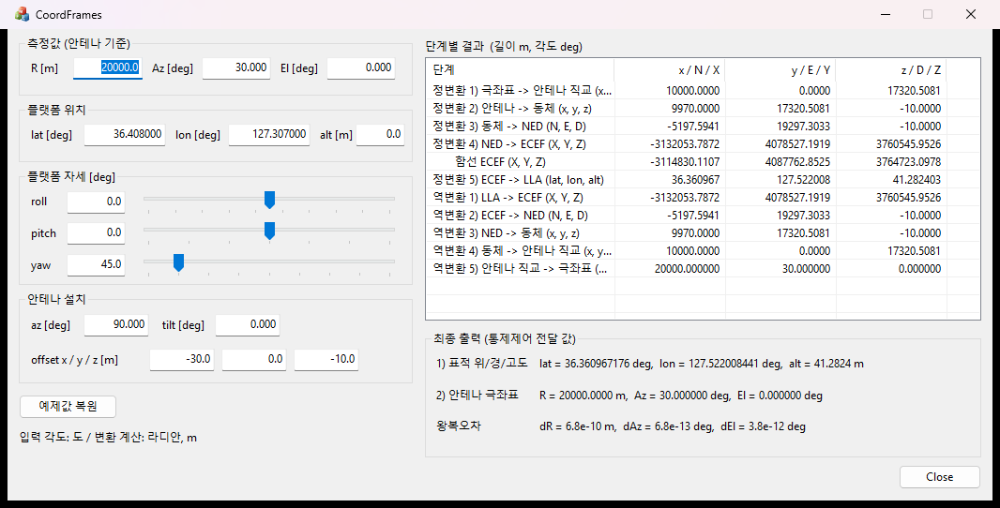 CoordFrames
측정값 (안테나 기준)
R [m] 20000.0 Az [deg] 30.000 El [deg] 0.000
플랫폼 위치
lat [deg] 36.408000 lon [deg] 127.307000 alt [m] 0.0
플랫폼 자세 [deg]
roll 0.0
pitch 0.0
yaw 45.0
안테나 설치
az [deg] 90.000 tilt [deg] 0.000
offset x / y / z [m] -30.0 0.0 -10.0
예제값 복원
입력 각도: 도 / 변환 계산: 라디안, m
단계별 결과 (길이 m, 각도 deg)
단계 x / N / X y / E / Y z / D / Z
정변환 1) 극좌표 -> 안테나 직교 (x... 10000.0000 0.0000 17320.5081
정변환 2) 안테나 -> 동체 (x, y, z) 9970.0000 17320.5081 -10.0000
정변환 3) 동체 -> NED (N, E, D) -5197.5941 19297.3033 -10.0000
정변환 4) NED -> ECEF (X, Y, Z) -3132053.7872 4078527.1919 3760545.9526
함선 ECEF (X, Y, Z) -3114830.1107 4087762.8525 3764723.0978
정변환 5) ECEF -> LLA (lat, lon, alt) 36.360967 127.522008 41.282403
역변환 1) LLA -> ECEF (X, Y, Z) -3132053.7872 4078527.1919 3760545.9526
역변환 2) ECEF -> NED (N, E, D) -5197.5941 19297.3033 -10.0000
역변환 3) NED -> 동체 (x, y, z) 9970.0000 17320.5081 -10.0000
역변환 4) 동체 -> 안테나 직교 (x, y... 10000.0000 0.0000 17320.5081
역변환 5) 안테나 직교 -> 극좌표 (... 20000.000000 30.000000 0.000000
최종 출력 (통제제어 전달 값)
1) 표적 위/경/고도 lat = 36.360967176 deg, lon = 127.522008441 deg, alt = 41.2824 m
2) 안테나 극좌표 R = 20000.0000 m, Az = 30.000000 deg, El = 0.000000 deg
왕복오차 dR = 6.8e-10 m, dAz = 6.8e-13 deg, dEl = 3.8e-12 deg
Close